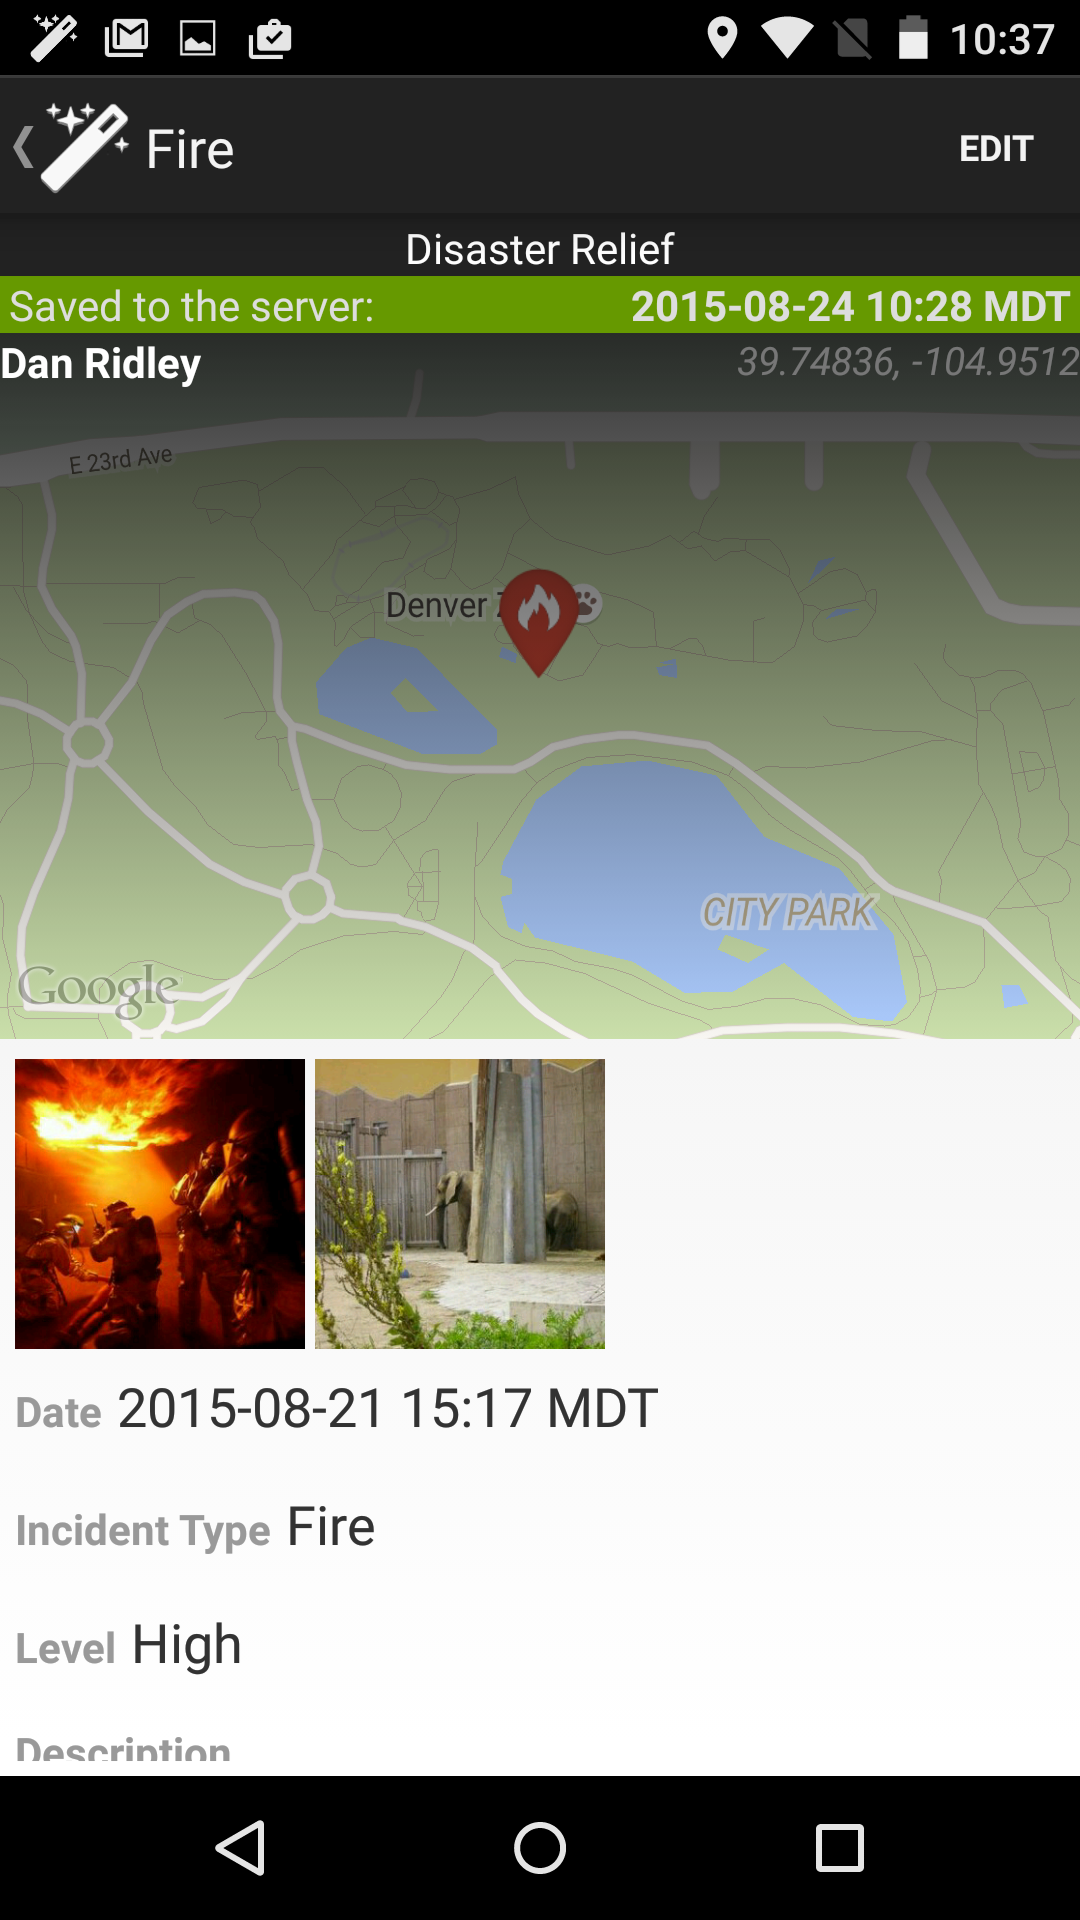 10:37
Fire
EDIT
Disaster Relief
Saved to the server: 2015-08-24 10:28 MDT
Dan Ridley 39.74836, -104.9512
E 23rd Ave
Denver
CITY PARK
Google
Date 2015-08-21 15:17 MDT
Incident Type Fire
Level High
Description